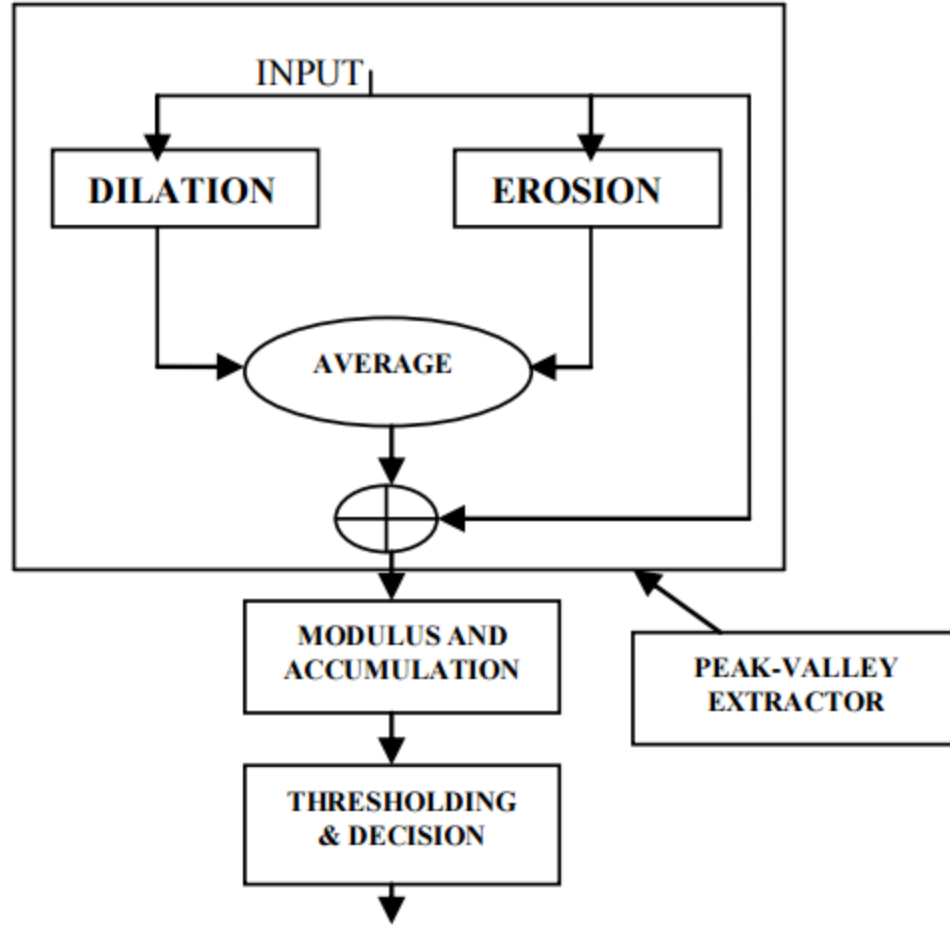 INPUT
DILATION
EROSION
AVERAGE
MODULUS AND
ACCUMULATION
PEAK-VALLEY
EXTRACTOR
THRESHOLDING
& DECISION